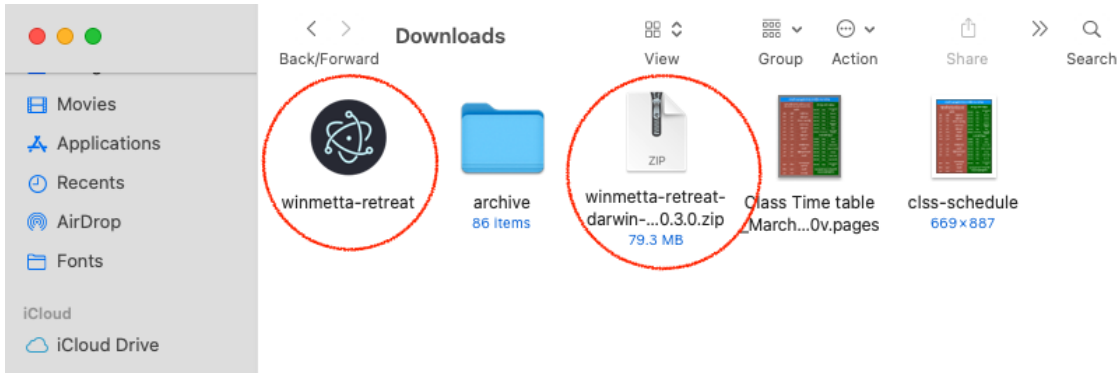 Downloads
Back/Forward
View
Group
Action
Share
Search
Movies
Applications
Recents
AirDrop
Fonts
iCloud
iCloud Drive
winmetta-retreat
archive
86 items
ZIP
winmetta-retreat-
darwin-...0.3.0.zip
79.3 MB
Class Time table
_March...0v.pages
clss-schedule
669×887